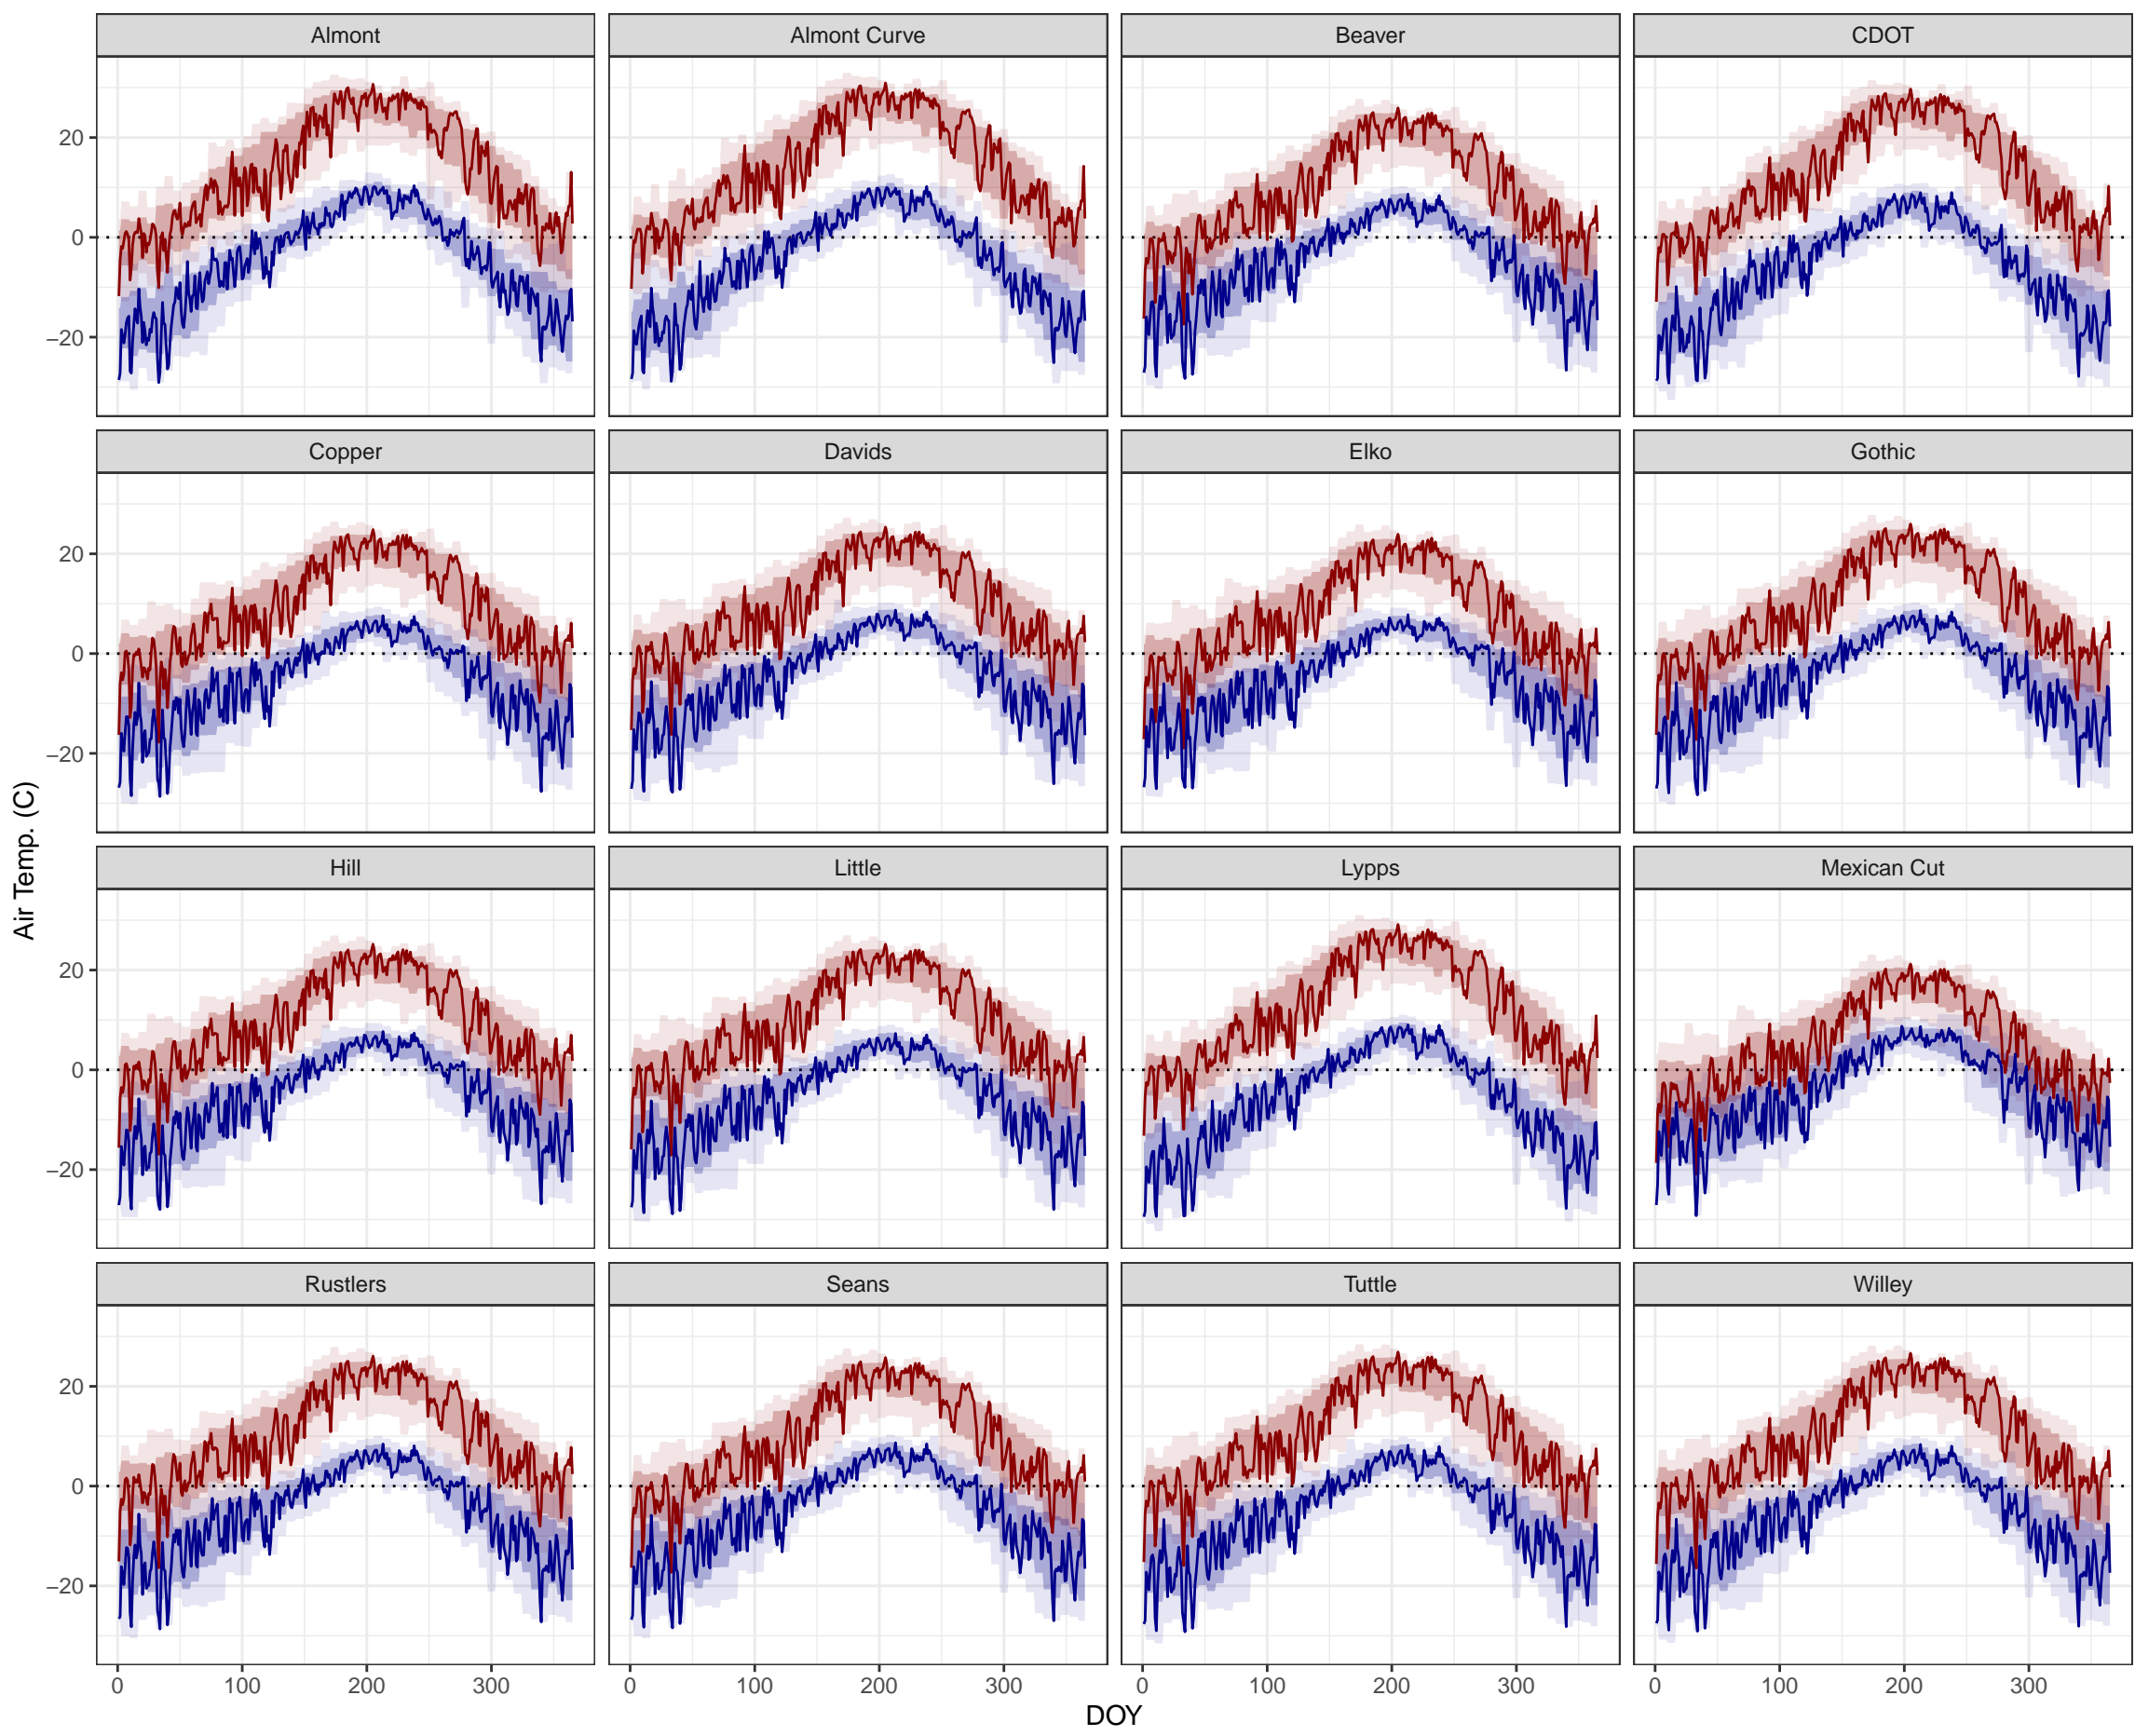 Almont Almont Curve Beaver CDOT
20
0
−20
Copper Davids Elko Gothic
20
0
−20
Air Temp. (C)
Hill Little Lypps Mexican Cut
20
0
−20
Rustlers Seans Tuttle Willey
20
0
−20
0 100 200 300 0 100 200 300 0 100 200 300 0 100 200 300
DOY